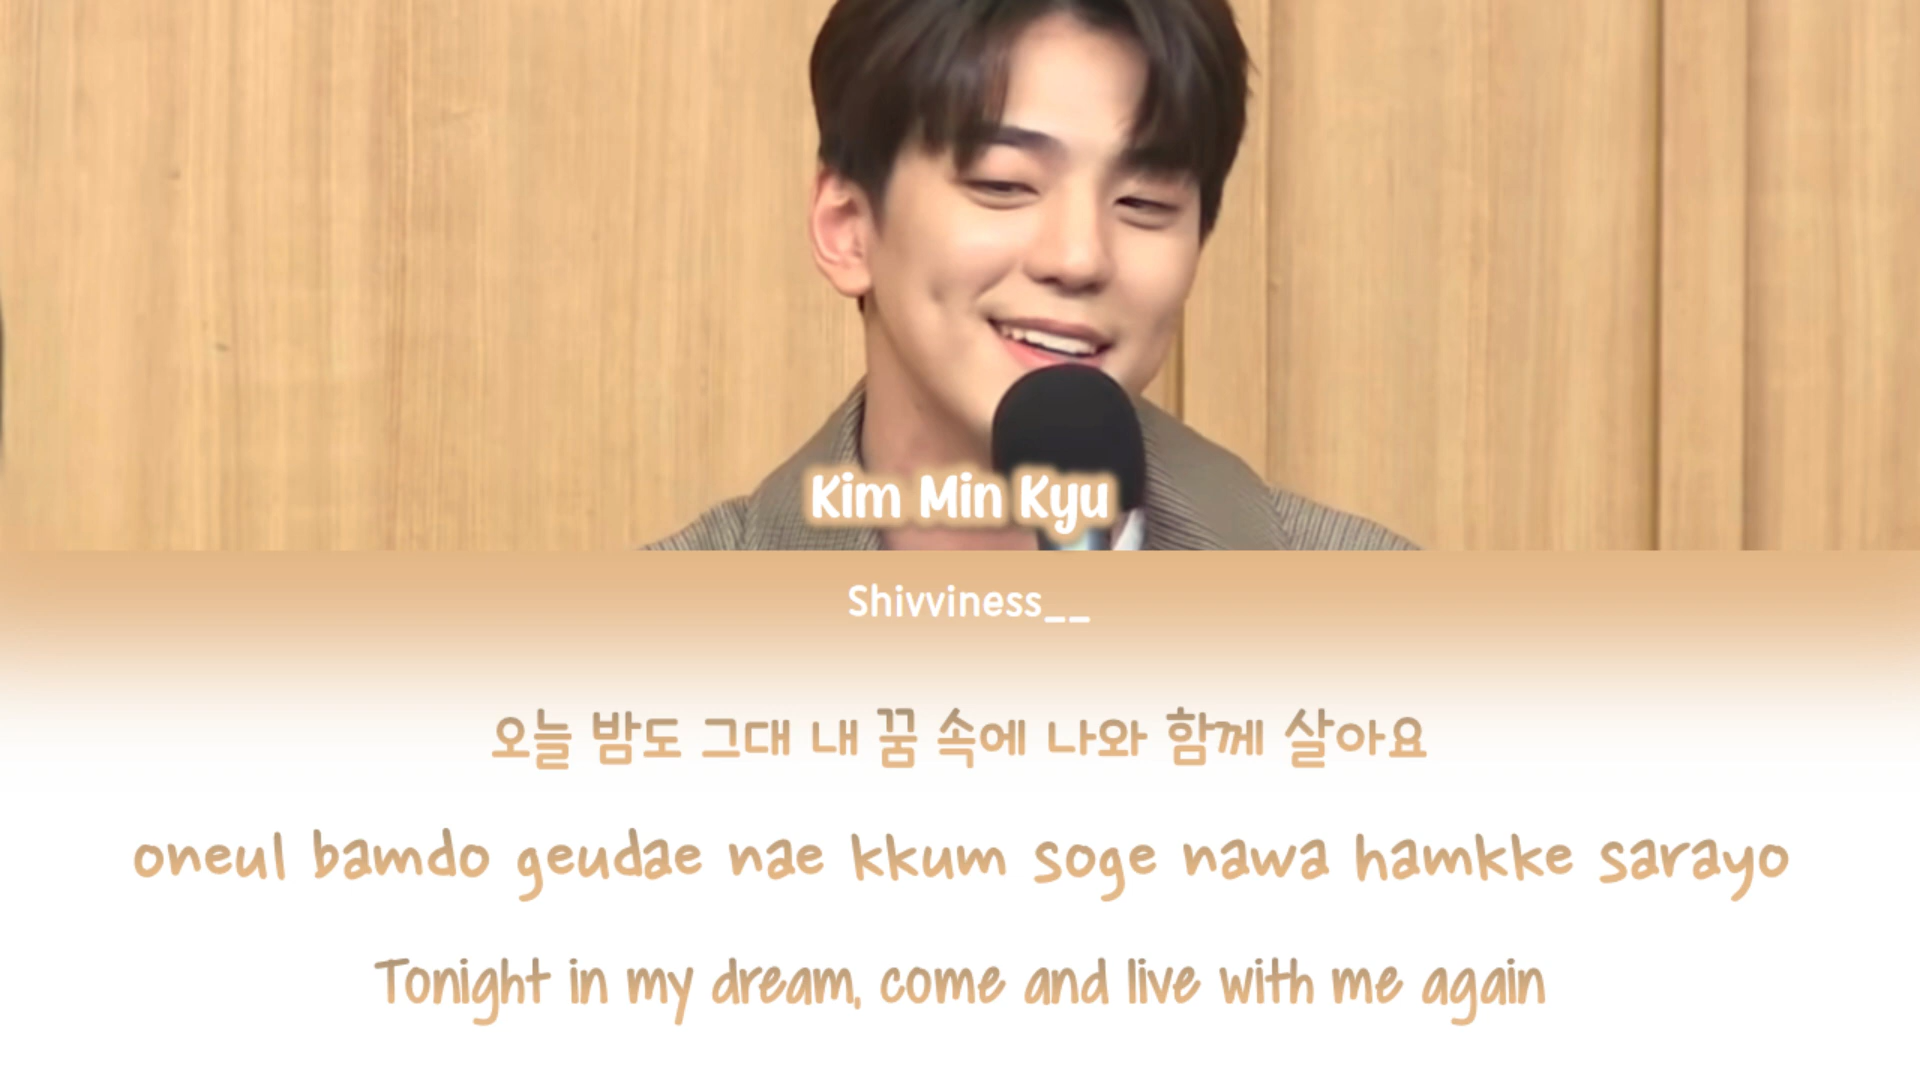 Kim Min Kyu
Shivviness__
오늘 밤도 그대 내 꿈 속에 나와 함께 살아요
oneul bamdo geudae nae kkum soge nawa hamkke sarayo
Tonight in my dream, come and live with me again